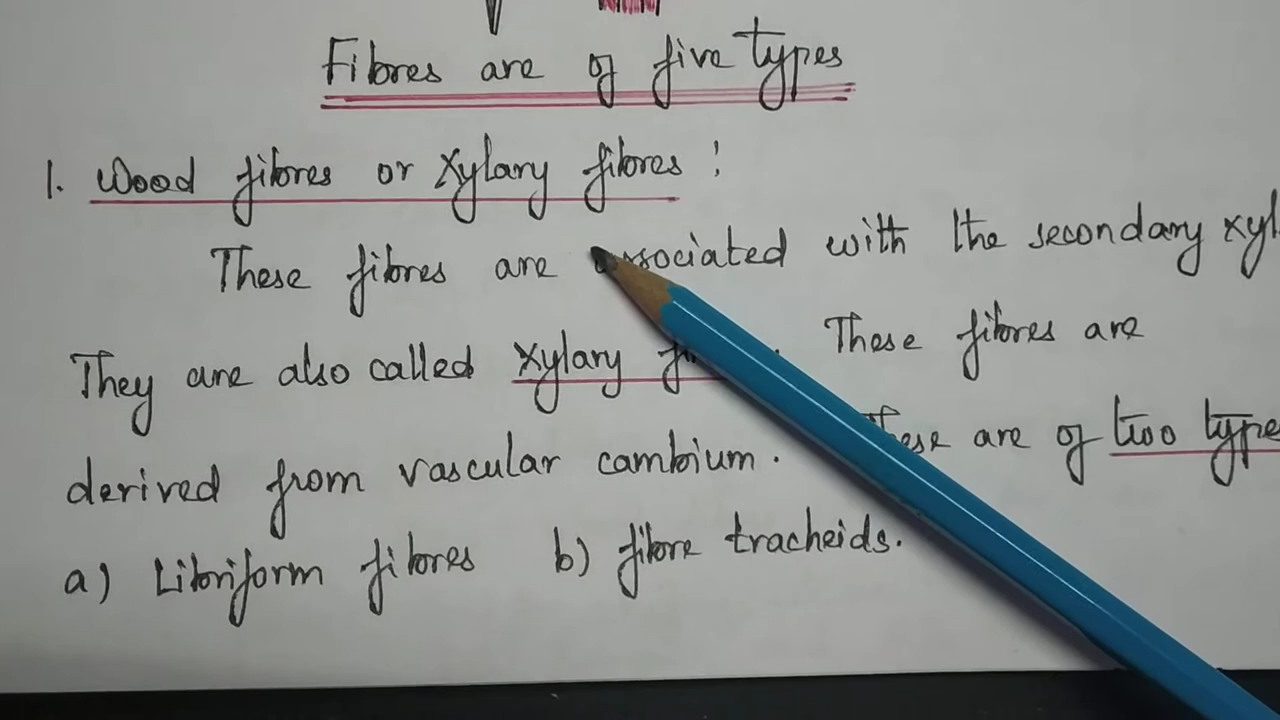 Fibres are of five types
1. Wood fibres or Xylary fibres :
These fibres are associated with the secondary
They are also called Xylary These fibres are
derived from vascular cambium. These are of two
a) Libriform fibres b) fibre tracheids.